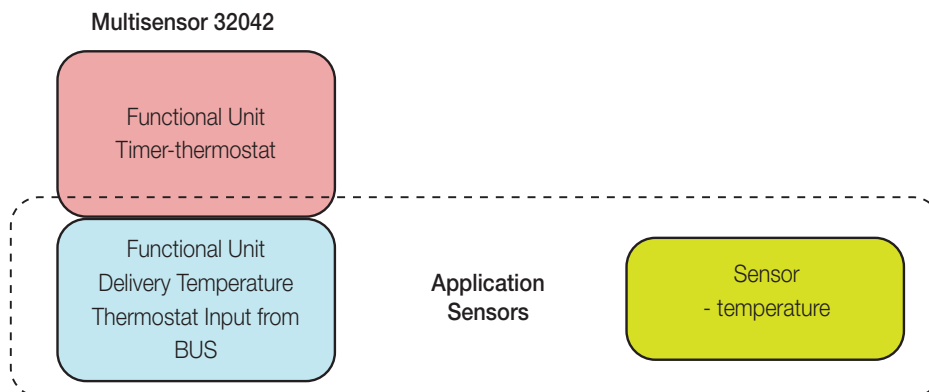 Multisensor 32042
Functional Unit
Timer-thermostat
Functional Unit
Delivery Temperature
Thermostat Input from
BUS
Application
Sensors
Sensor
- temperature